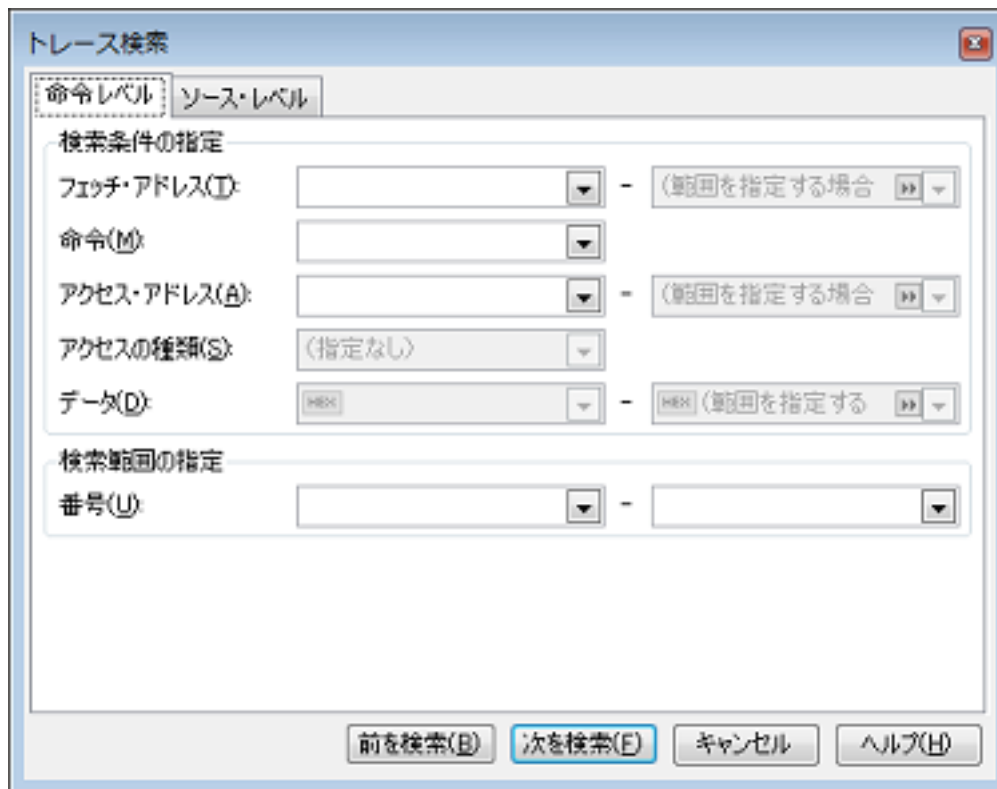 トレース検索
命令レベル ソース・レベル
検索条件の指定
フェッチ・アドレス(T): - (範囲を指定する場合
命令(M):
アクセス・アドレス(A): - (範囲を指定する場合
アクセスの種類(S): (指定なし)
データ(D): HEX - HEX (範囲を指定する
検索範囲の指定
番号(U): -
前を検索(B) 次を検索(F) キャンセル ヘルプ(H)